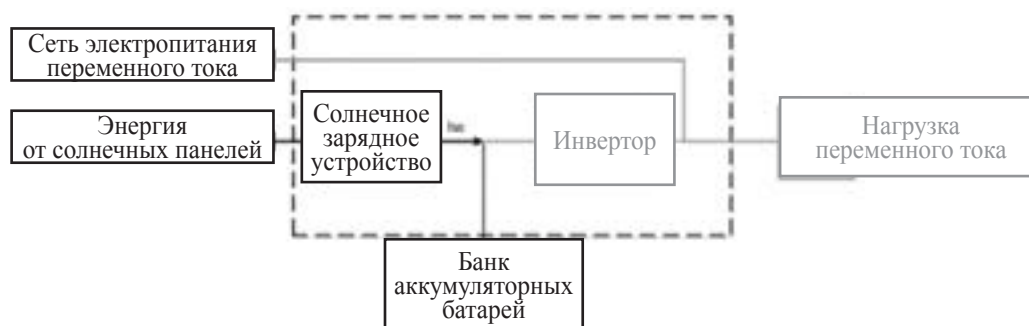 Сеть электропитания
переменного тока
Энергия
от солнечных панелей
Солнечное
зарядное
устройство
Инвертор
Нагрузка
переменного тока
Банк
аккумуляторных
батарей